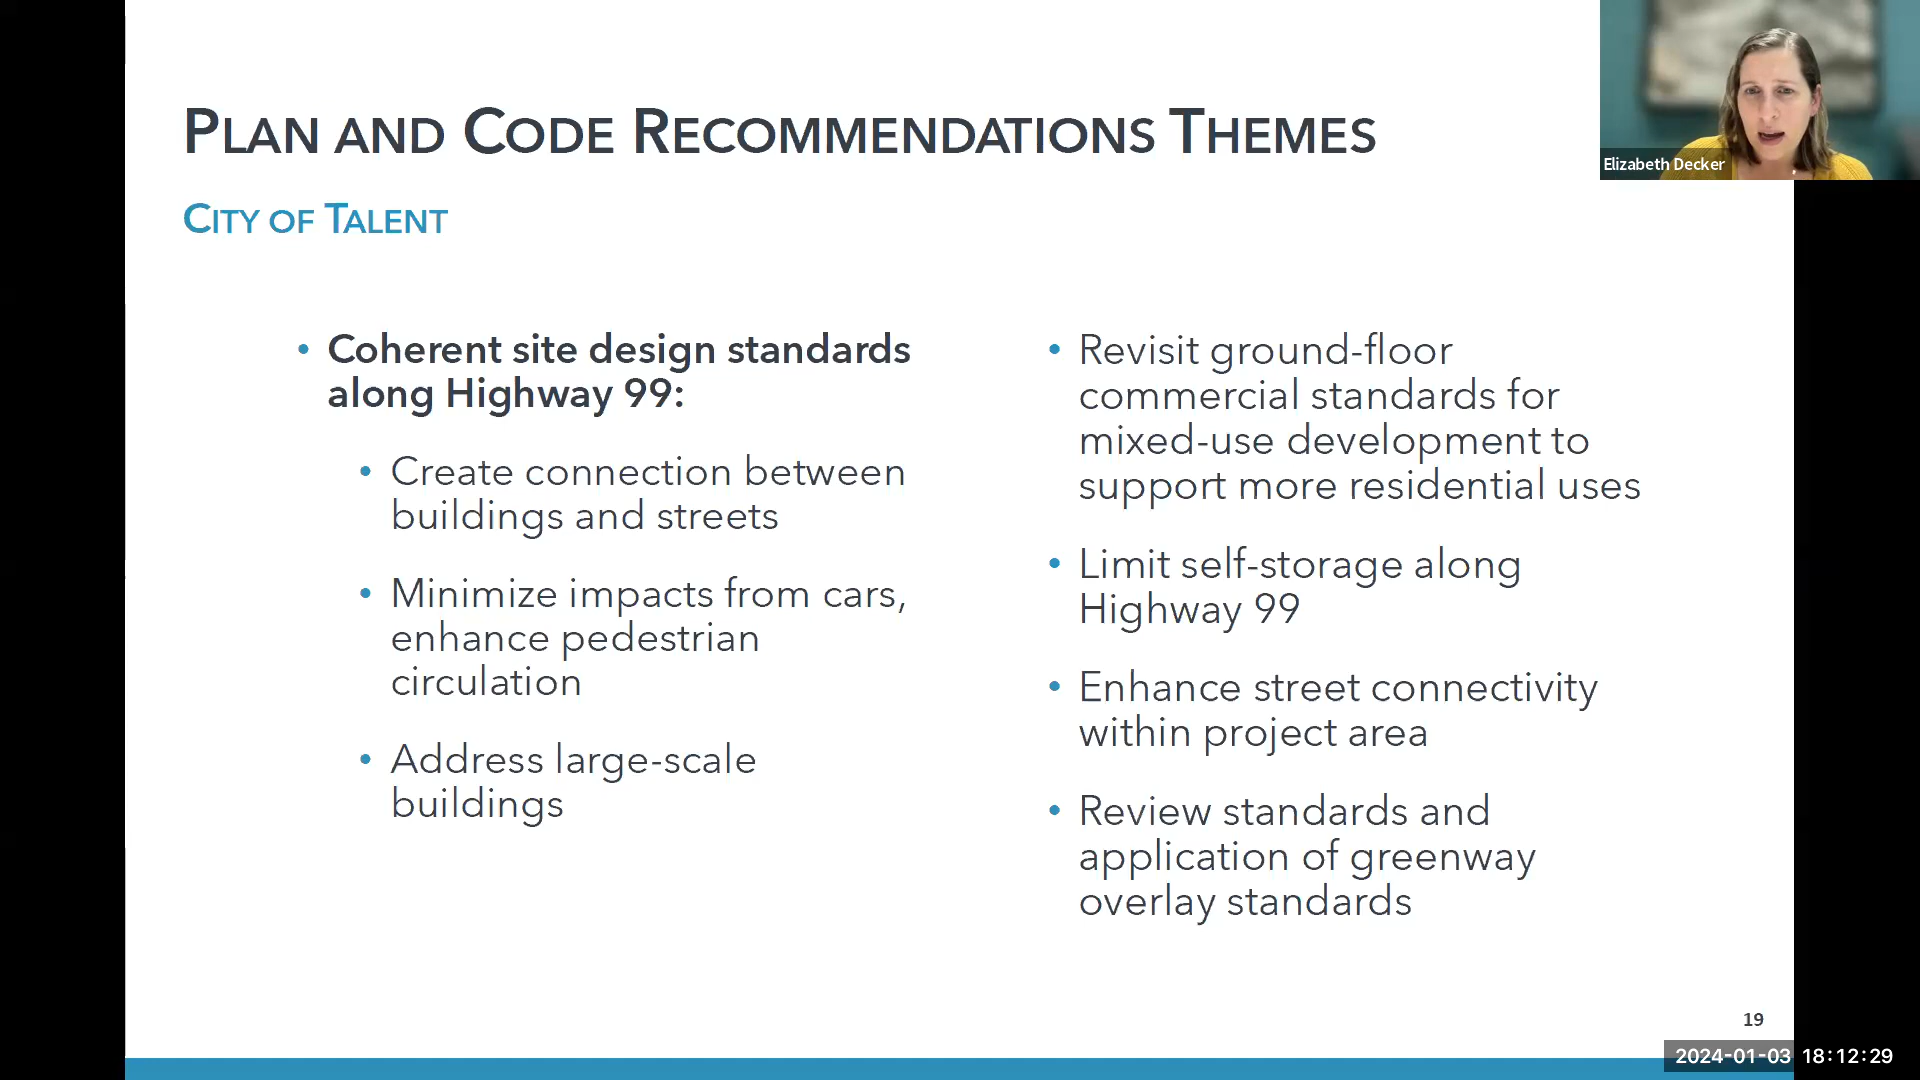 PLAN AND CODE RECOMMENDATIONS THEMES
CITY OF TALENT
• Coherent site design standards
along Highway 99:
• Create connection between
buildings and streets
• Minimize impacts from cars,
enhance pedestrian
circulation
• Address large-scale
buildings
• Revisit ground-floor
commercial standards for
mixed-use development to
support more residential uses
• Limit self-storage along
Highway 99
• Enhance street connectivity
within project area
• Review standards and
application of greenway
overlay standards
Elizabeth Decker
19
2024-01-03 18:12:29